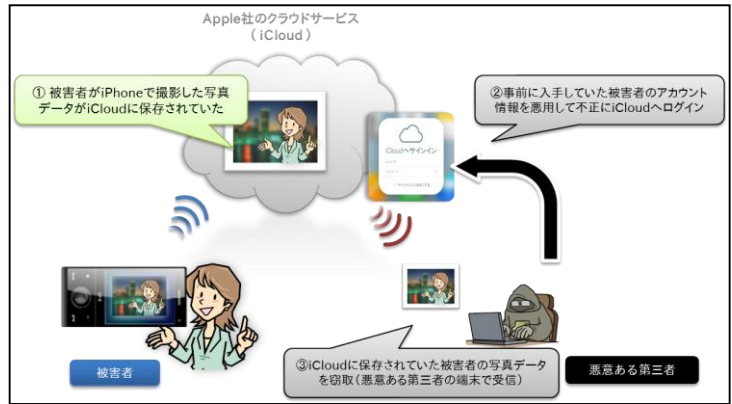 Apple社のクラウドサービス
（ iCloud ）
① 被害者がiPhoneで撮影した写真
データがiCloudに保存されていた
②事前に入手していた被害者のアカウント
情報を悪用して不正にiCloudへログイン
iCloudへサインイン
③iCloudに保存されていた被害者の写真データ
を窃取（悪意ある第三者の端末で受信）
被害者
悪意ある第三者